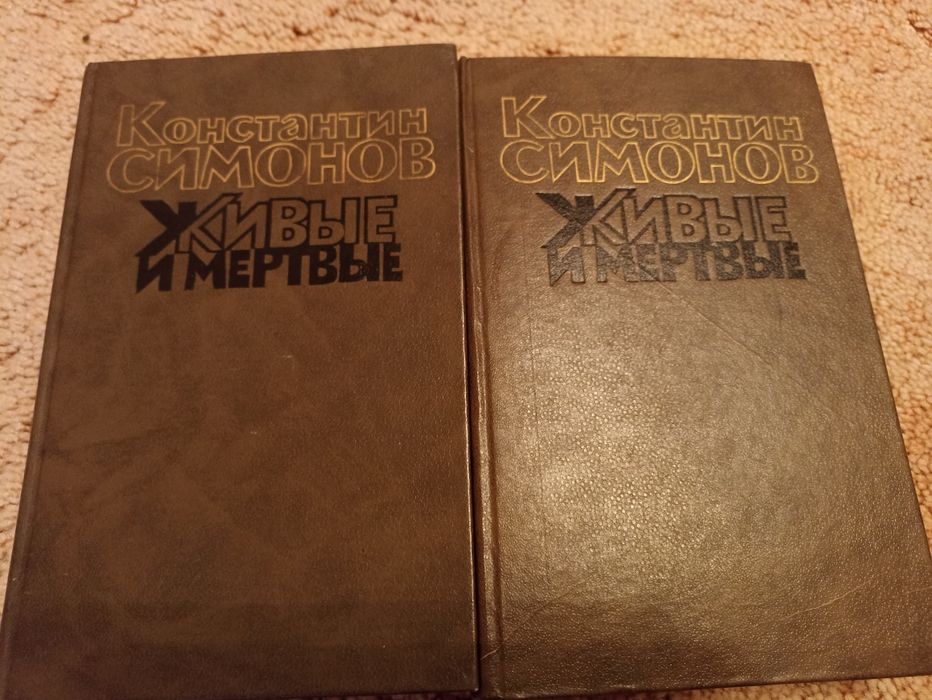 Константин
СИМОНОВ
ЖИВЫЕ
И МЕРТВЫЕ
Константин
СИМОНОВ
ЖИВЫЕ
И МЕРТВЫЕ